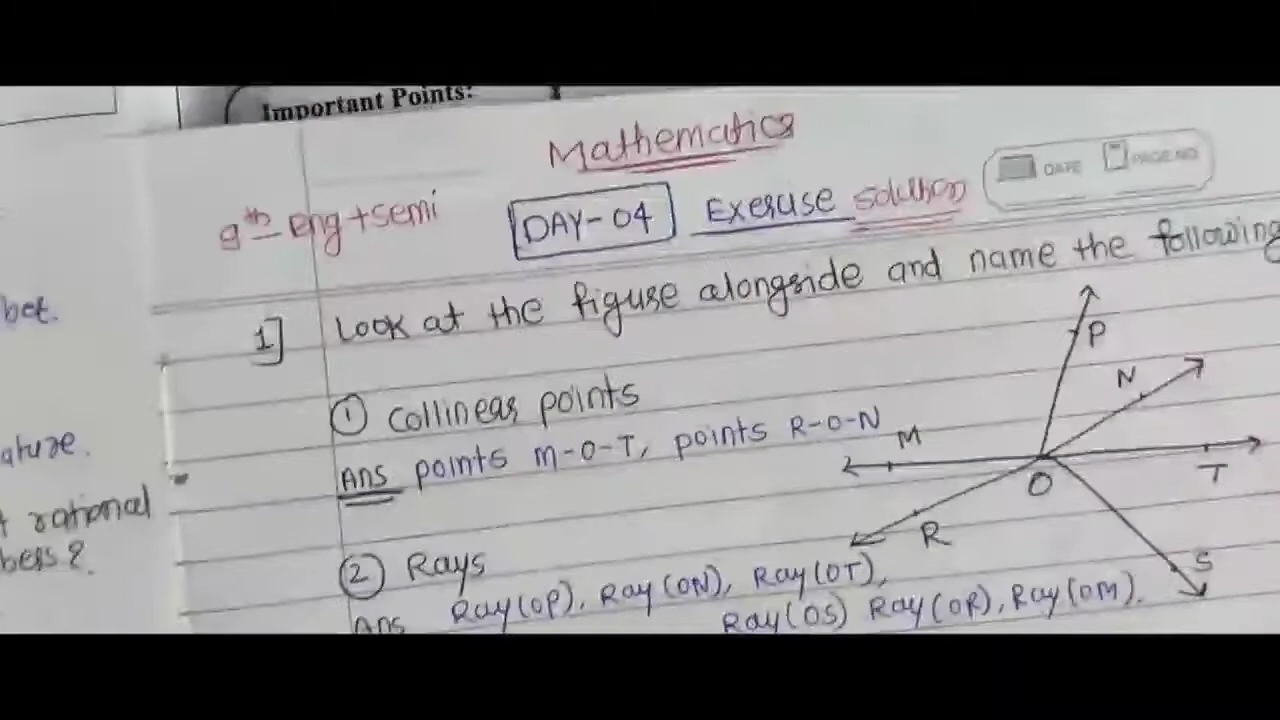 Important Points:
Mathematics
DATE PAGE NO
9th eng+semi DAY-04 Exercise solution
1] Look at the figure alongside and name the following
P
N
① Collinear points
Ans points M-O-T, points R-O-N
M
T
O
R
S
② Rays
Ans Ray(OP), Ray(ON), Ray(OT),
Ray(OS) Ray(OR), Ray(OM).
bet.
ature.
rational
bers?